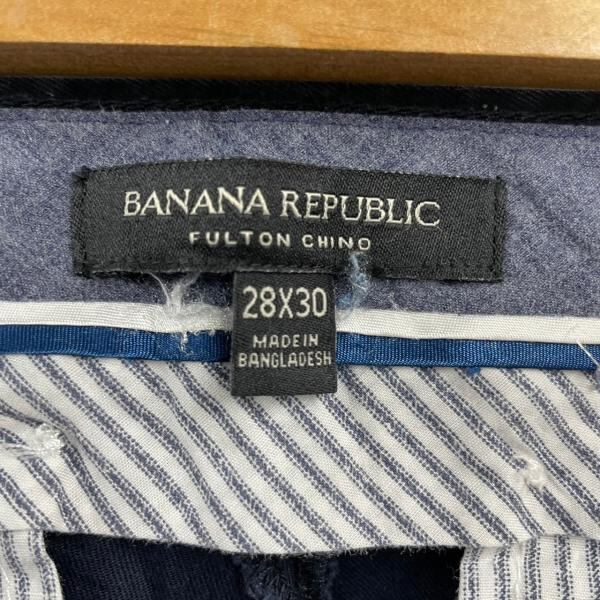 BANANA REPUBLIC
FULTON CHINO
28X30
MADE IN
BANGLADESH